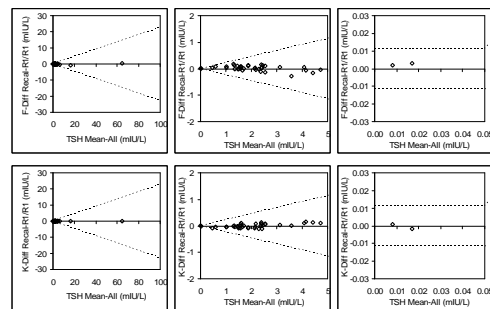 30
20
10
0
-10
-20
-30
0 20 40 60 80 100
TSH Mean-All (mIU/L)
F-Diff Recal-R1/R1 (mIU/L)
2
1
0
-1
-2
0 1 2 3 4 5
TSH Mean-All (mIU/L)
F-Diff Recal-R1/R1 (mIU/L)
0.03
0.02
0.01
0.00
-0.01
-0.02
-0.03
0.00 0.01 0.02 0.03 0.04 0.05
TSH Mean-All (mIU/L)
F-Diff Recal-R1/R1 (mIU/L)
30
20
10
0
-10
-20
-30
0 20 40 60 80 100
TSH Mean-All (mIU/L)
K-Diff Recal-R1/R1 (mIU/L)
2
1
0
-1
-2
0 1 2 3 4 5
TSH Mean-All (mIU/L)
K-Diff Recal-R1/R1 (mIU/L)
0.03
0.02
0.01
0.00
-0.01
-0.02
-0.03
0.00 0.01 0.02 0.03 0.04 0.05
TSH Mean-All (mIU/L)
K-Diff Recal-R1/R1 (mIU/L)